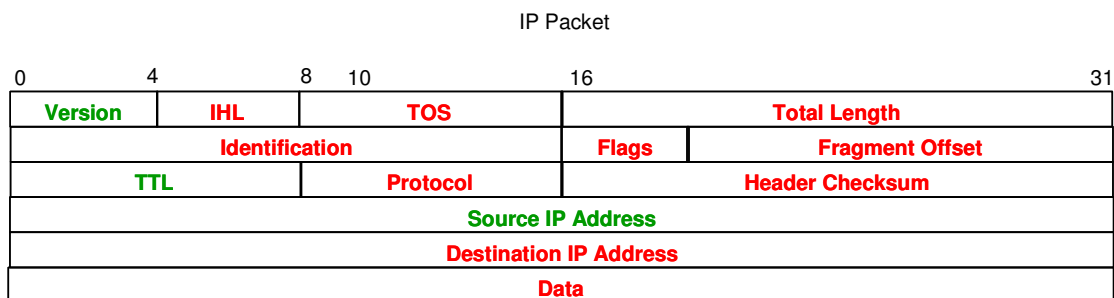 IP Packet
0 4 8 10 16 31
Version IHL TOS Total Length
Identification Flags Fragment Offset
TTL Protocol Header Checksum
Source IP Address
Destination IP Address
Data